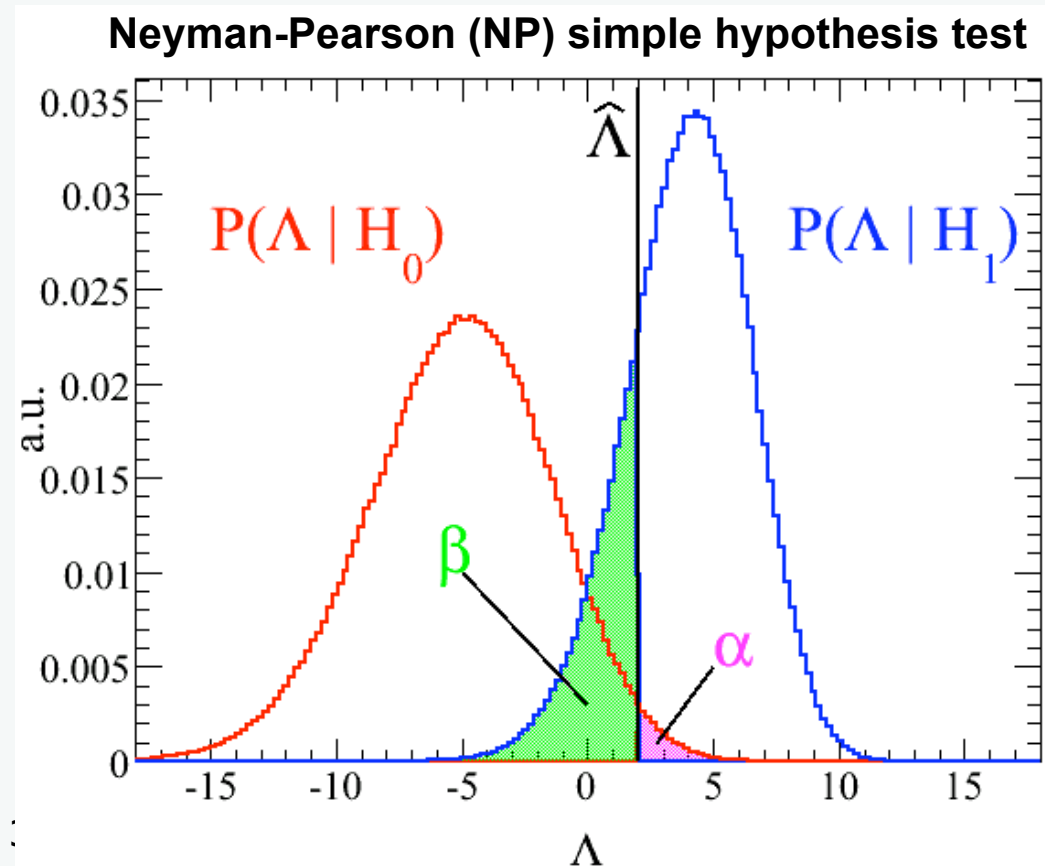 Neyman-Pearson (NP) simple hypothesis test
0.035
0.03
0.025
0.02
0.015
0.01
0.005
0
a.u.
Λ̂
P(Λ | H₀)
P(Λ | H₁)
β
α
-15 -10 -5 0 5 10 15
Λ